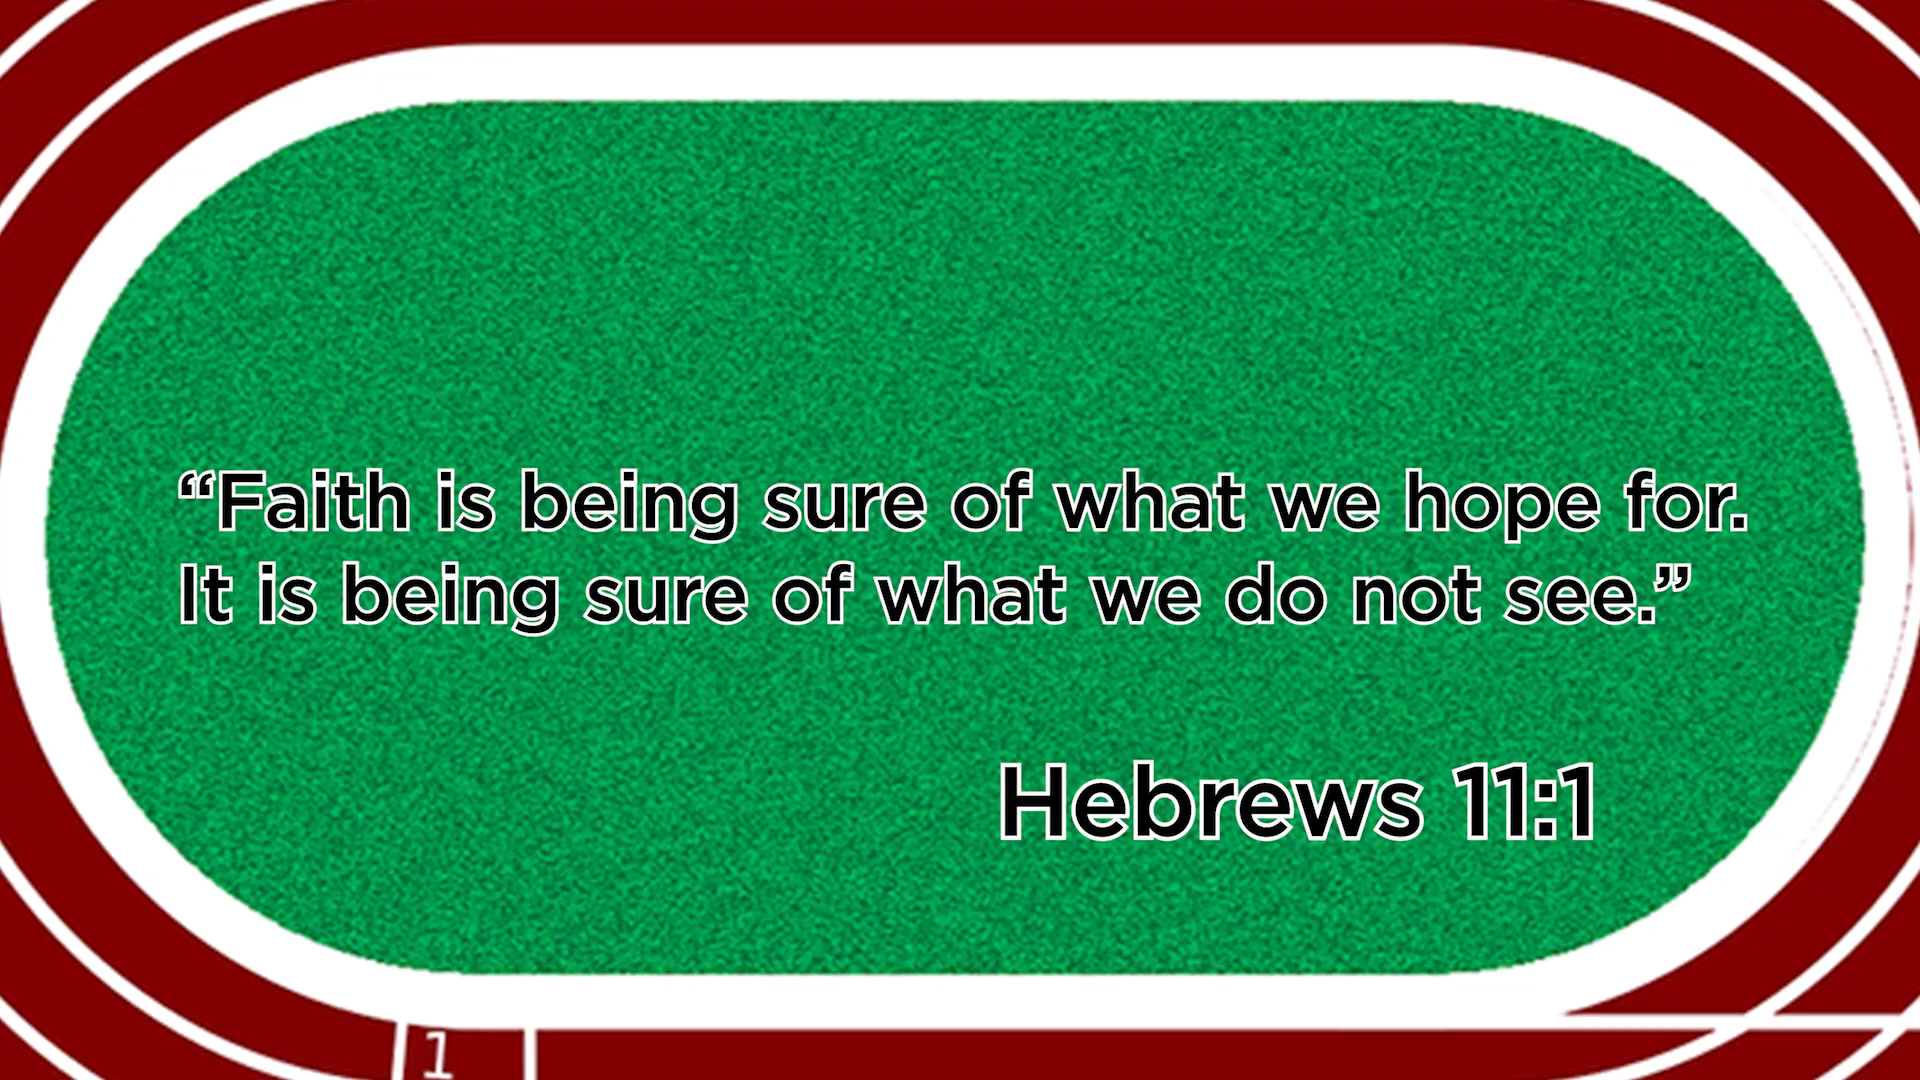 “Faith is being sure of what we hope for.
It is being sure of what we do not see.”
Hebrews 11:1
1